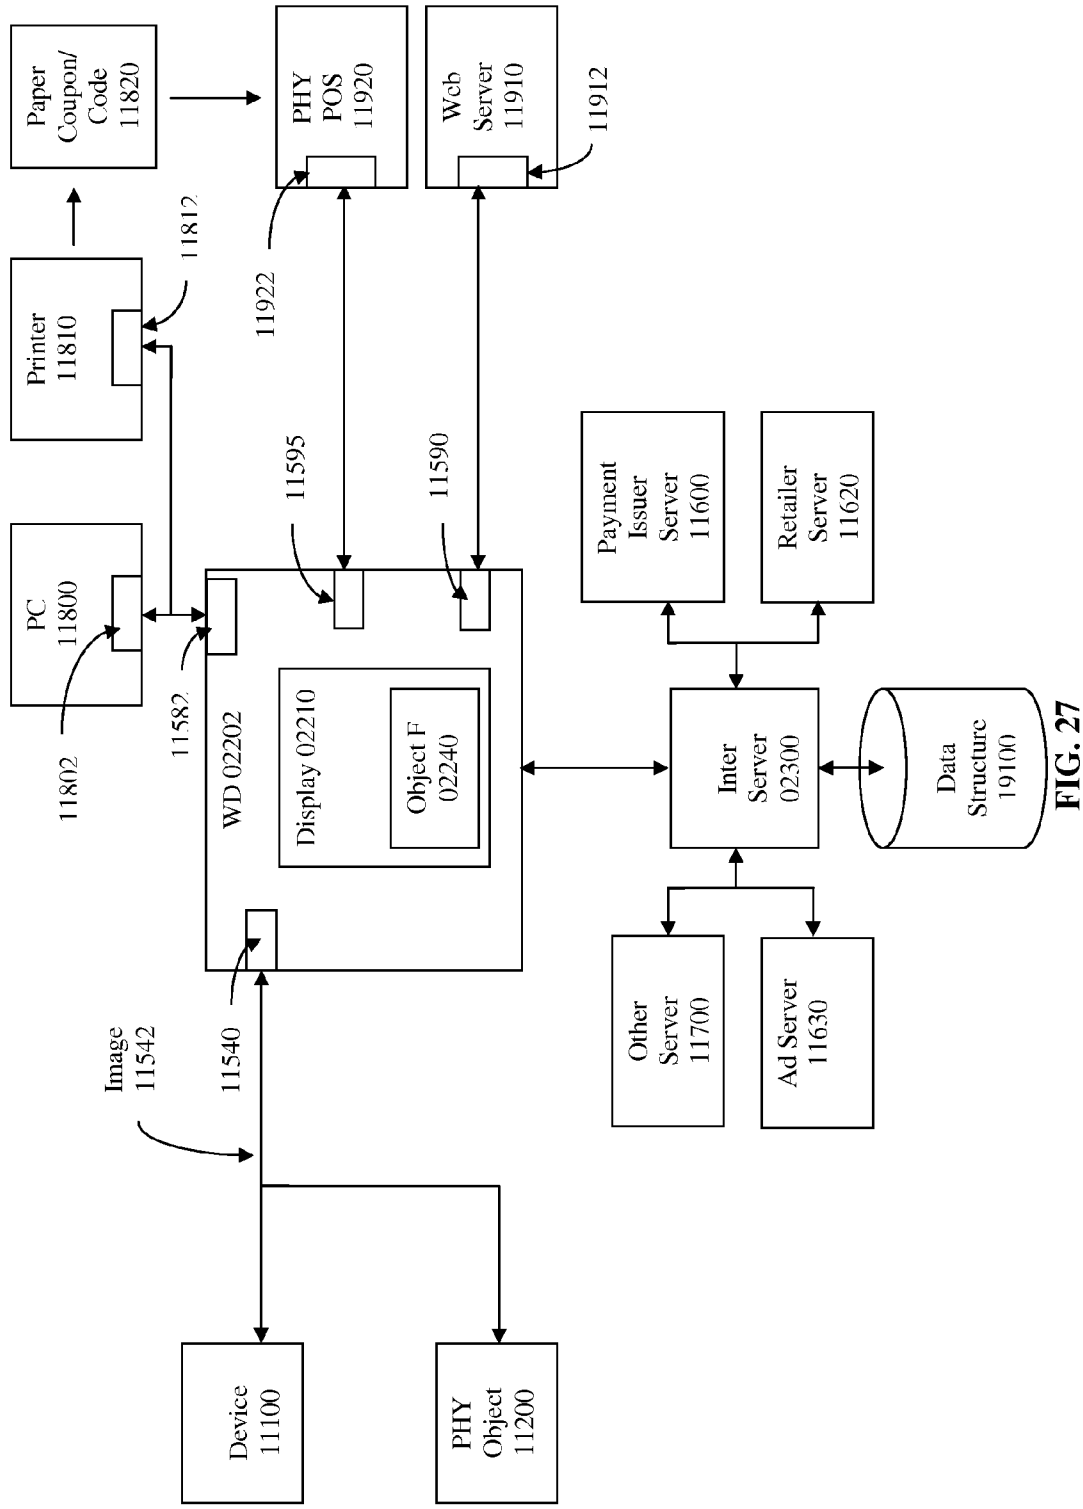 Device
11100
PHY
Object
11200
Image
11542
11540
Other
Server
11700
Ad Server
11630
11802
PC
11800
11582
WD 02202
Display 02210
Object F
02240
Inter
Server
02300
Data
Structure
19100
Printer
11810
11812
11595
11590
Payment
Issuer
Server
11600
Retailer
Server
11620
Paper
Coupon/
Code
11820
11922
PHY
POS
11920
Web
Server
11910
11912
FIG. 27